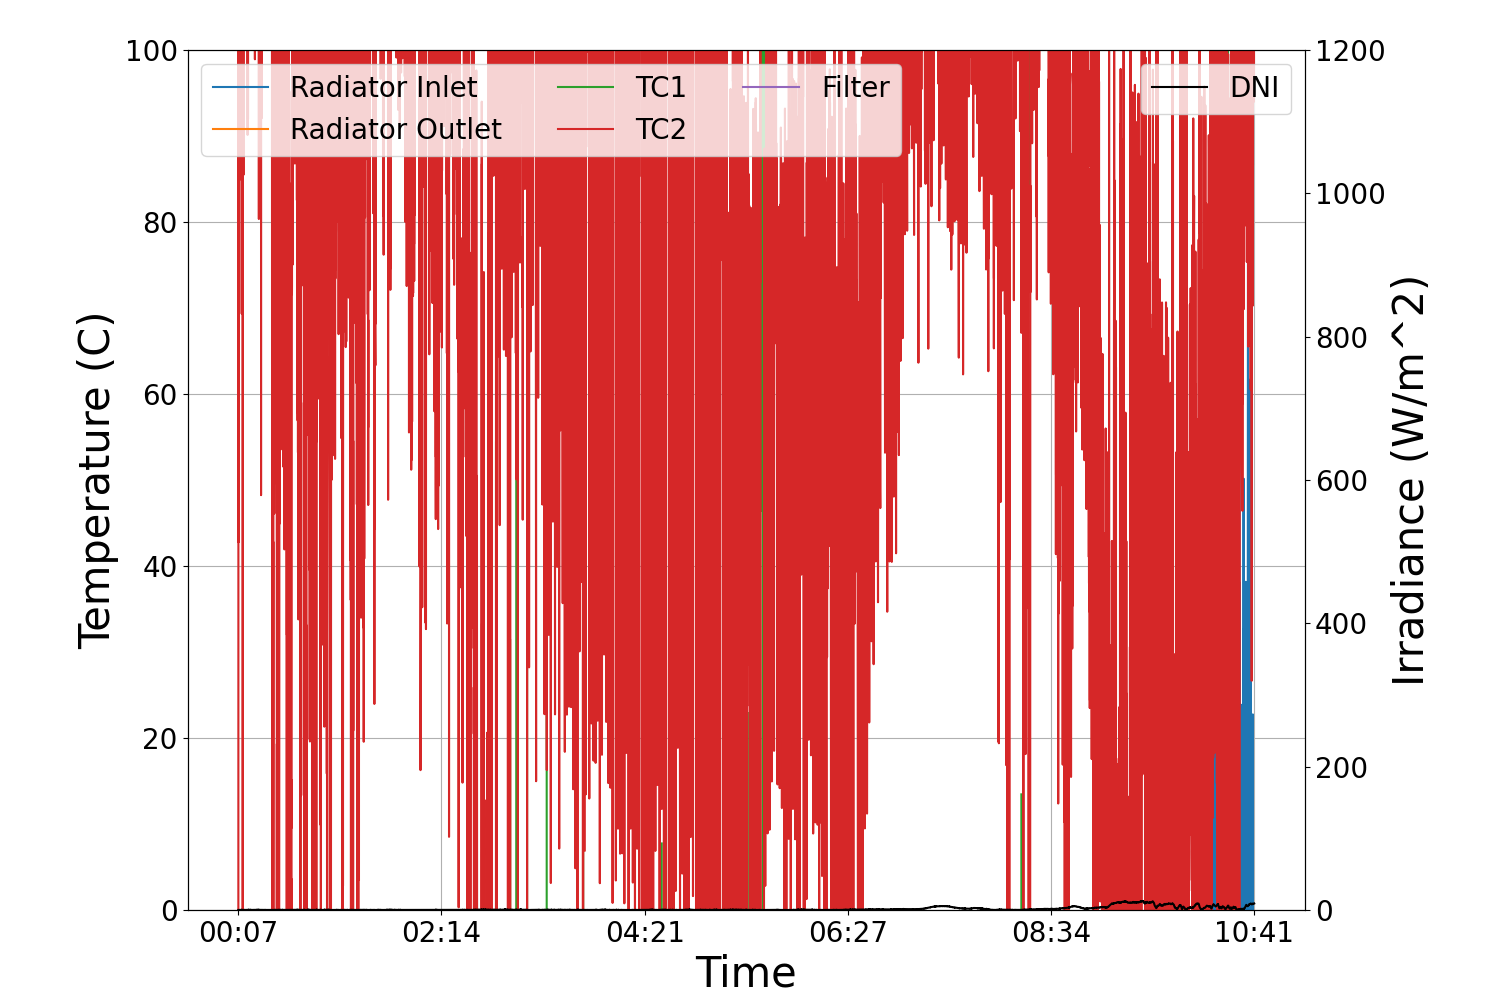 100
80
60
40
20
0
Temperature (C)
Radiator Inlet
Radiator Outlet
TC1
TC2
Filter
DNI
1200
1000
800
600
400
200
0
Irradiance (W/m^2)
00:07 02:14 04:21 06:27 08:34 10:41
Time